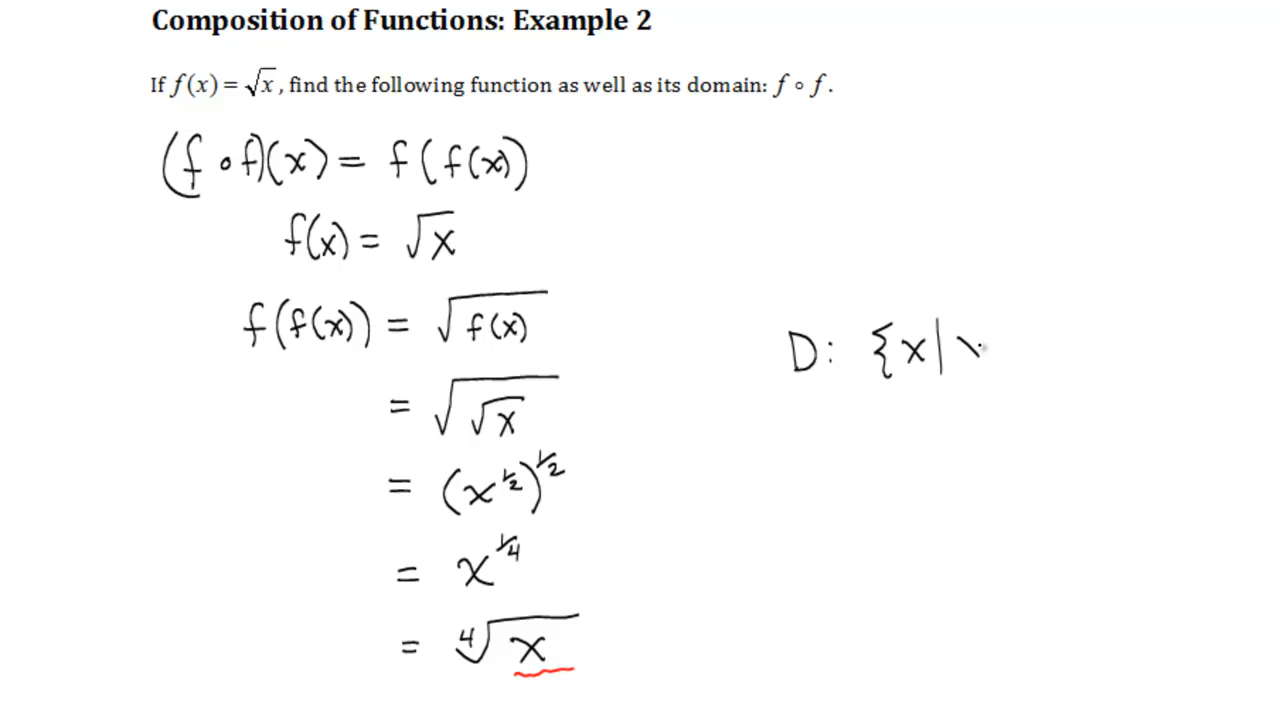 Composition of Functions: Example 2
If f(x) = √x, find the following function as well as its domain: f ∘ f.
(f ∘ f)(x) = f(f(x))
f(x) = √x
f(f(x)) = √f(x)
= √√x
= (x^½)^½
= x^¼
= ⁴√x
D: {x|